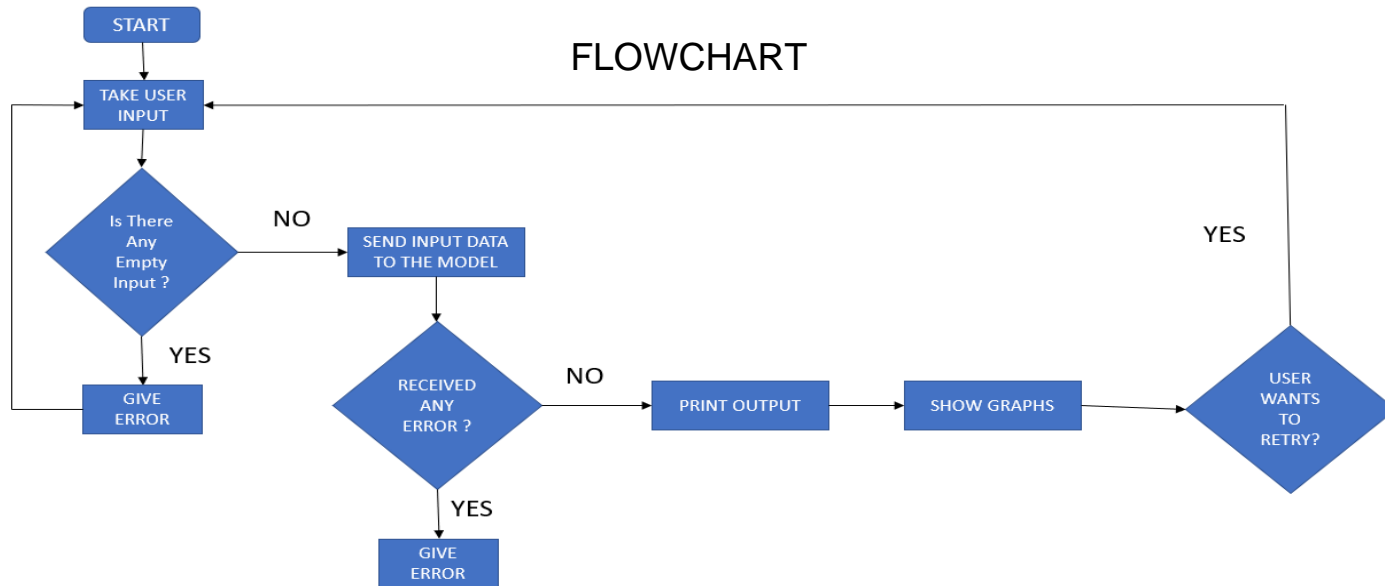 START
FLOWCHART
TAKE USER
INPUT
Is There
Any
Empty
Input ?
NO
SEND INPUT DATA
TO THE MODEL
YES
YES
GIVE
ERROR
RECEIVED
ANY
ERROR ?
NO
PRINT OUTPUT
SHOW GRAPHS
USER
WANTS
TO
RETRY?
YES
GIVE
ERROR